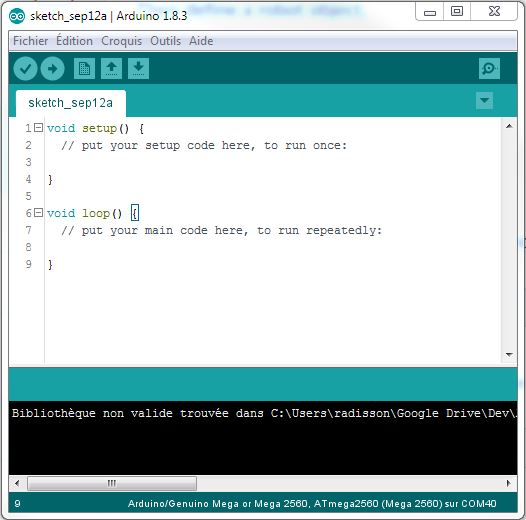 define a robot object.
sketch_sep12a | Arduino 1.8.3
Fichier Édition Croquis Outils Aide
sketch_sep12a
1 void setup() {
2 // put your setup code here, to run once:
3
4 }
5
6 void loop() {
7 // put your main code here, to run repeatedly:
8
9 }
Bibliothèque non valide trouvée dans C:\Users\radisson\Google Drive\Dev\
9 Arduino/Genuino Mega or Mega 2560, ATmega2560 (Mega 2560) sur COM40